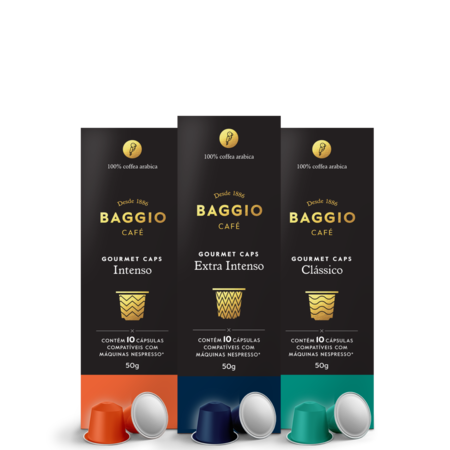 100% coffea arabica
Desde 1886
BAGGIO
CAFÉ
GOURMET CAPS
Intenso
CONTÉM 10 CÁPSULAS
COMPATÍVEIS COM
MÁQUINAS NESPRESSO*
50g
100% coffea arabica
Desde 1886
BAGGIO
CAFÉ
GOURMET CAPS
Extra Intenso
CONTÉM 10 CÁPSULAS
COMPATÍVEIS COM
MÁQUINAS NESPRESSO*
50g
100% coffea arabica
Desde 1886
BAGGIO
CAFÉ
GOURMET CAPS
Clássico
CONTÉM 10 CÁPSULAS
COMPATÍVEIS COM
MÁQUINAS NESPRESSO*
50g